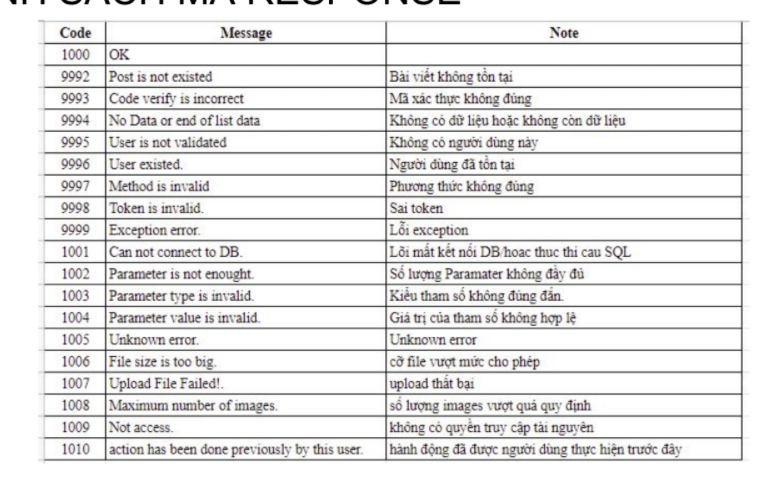 NH SÁCH MÃ RESPONSE
Code Message Note
1000 OK
9992 Post is not existed Bài viết không tồn tại
9993 Code verify is incorrect Mã xác thực không đúng
9994 No Data or end of list data Không có dữ liệu hoặc không còn dữ liệu
9995 User is not validated Không có người dùng này
9996 User existed. Người dùng đã tồn tại
9997 Method is invalid Phương thức không đúng
9998 Token is invalid. Sai token
9999 Exception error. Lỗi exception
1001 Can not connect to DB. Lõi mất kết nối DB/hoac thuc thi cau SQL
1002 Parameter is not enought. Số lượng Paramater không đầy đủ
1003 Parameter type is invalid. Kiểu tham số không đúng đắn.
1004 Parameter value is invalid. Giá trị của tham số không hợp lệ
1005 Unknown error. Unknown error
1006 File size is too big. cỡ file vượt mức cho phép
1007 Upload File Failed!. upload thất bại
1008 Maximum number of images. số lượng images vượt quá quy định
1009 Not access. không có quyền truy cập tài nguyên
1010 action has been done previously by this user. hành động đã được người dùng thực hiện trước đây